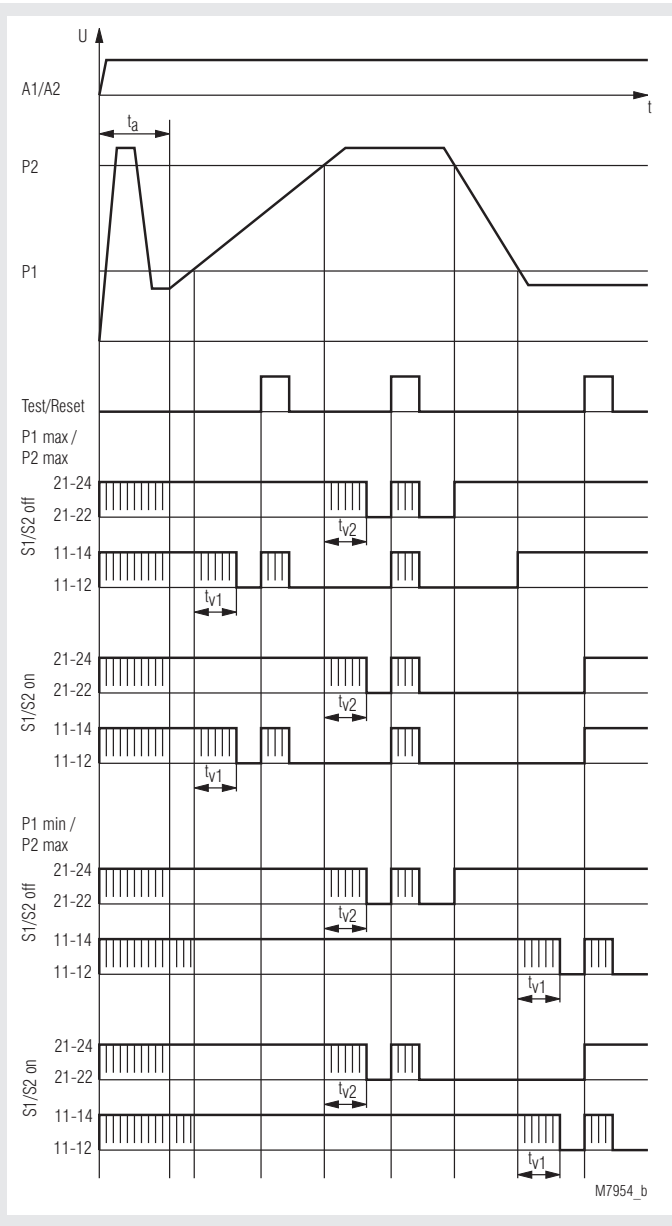 U
A1/A2
t
ta
P2
P1
Test/Reset
P1 max /
P2 max
S1/S2 off
21-24
21-22
tv2
11-14
11-12
tv1
S1/S2 on
21-24
21-22
tv2
11-14
11-12
tv1
P1 min /
P2 max
S1/S2 off
21-24
21-22
tv2
11-14
11-12
tv1
S1/S2 on
21-24
21-22
tv2
11-14
11-12
tv1
M7954_b